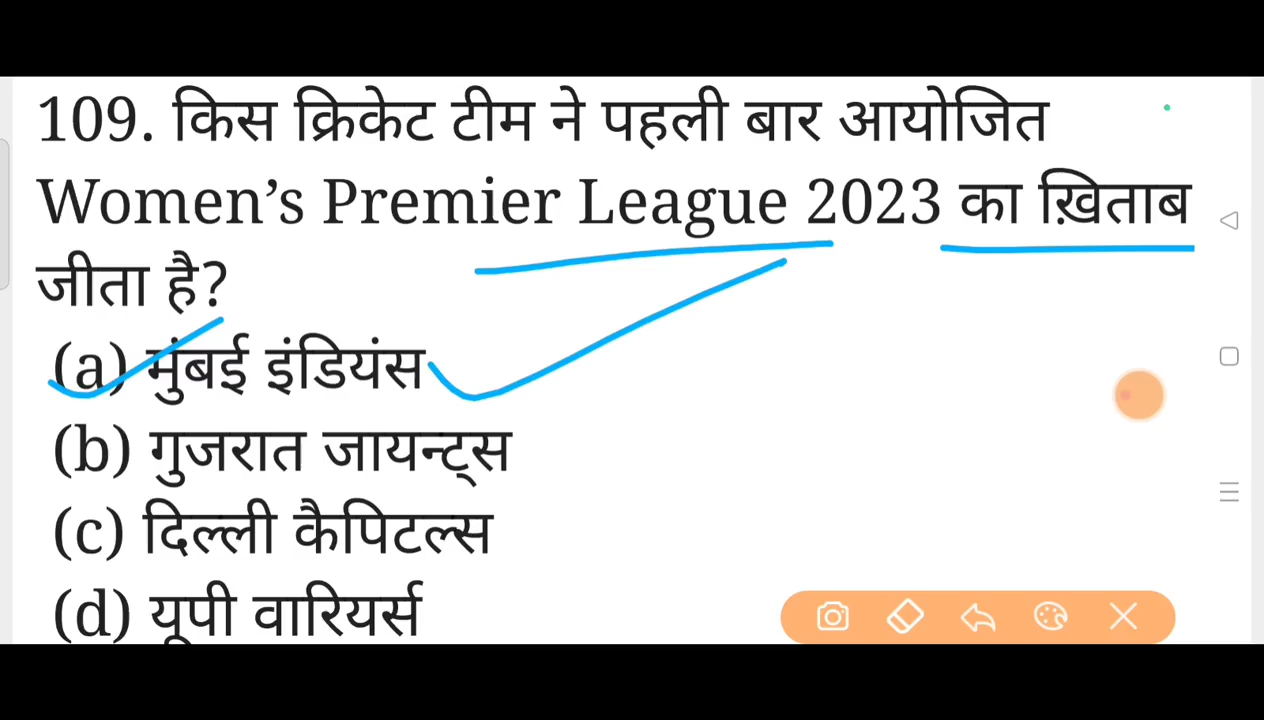 109. किस क्रिकेट टीम ने पहली बार आयोजित
Women’s Premier League 2023 का ख़िताब
जीता है?
(a) मुंबई इंडियंस
(b) गुजरात जायन्ट्स
(c) दिल्ली कैपिटल्स
(d) यूपी वारियर्स